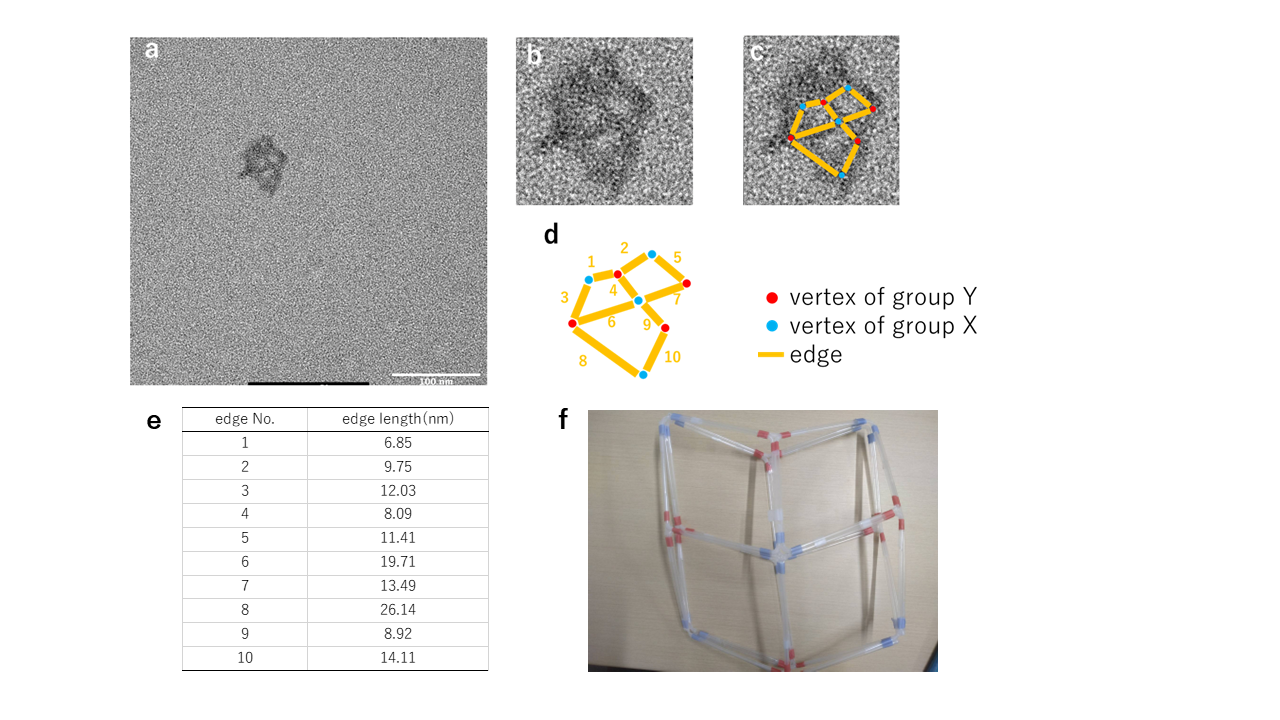 a
100 nm
b
c
d
1
2
5
3
4
7
6
9
8
10
vertex of group Y
vertex of group X
edge
e
edge No. edge length(nm)
1 6.85
2 9.75
3 12.03
4 8.09
5 11.41
6 19.71
7 13.49
8 26.14
9 8.92
10 14.11
f